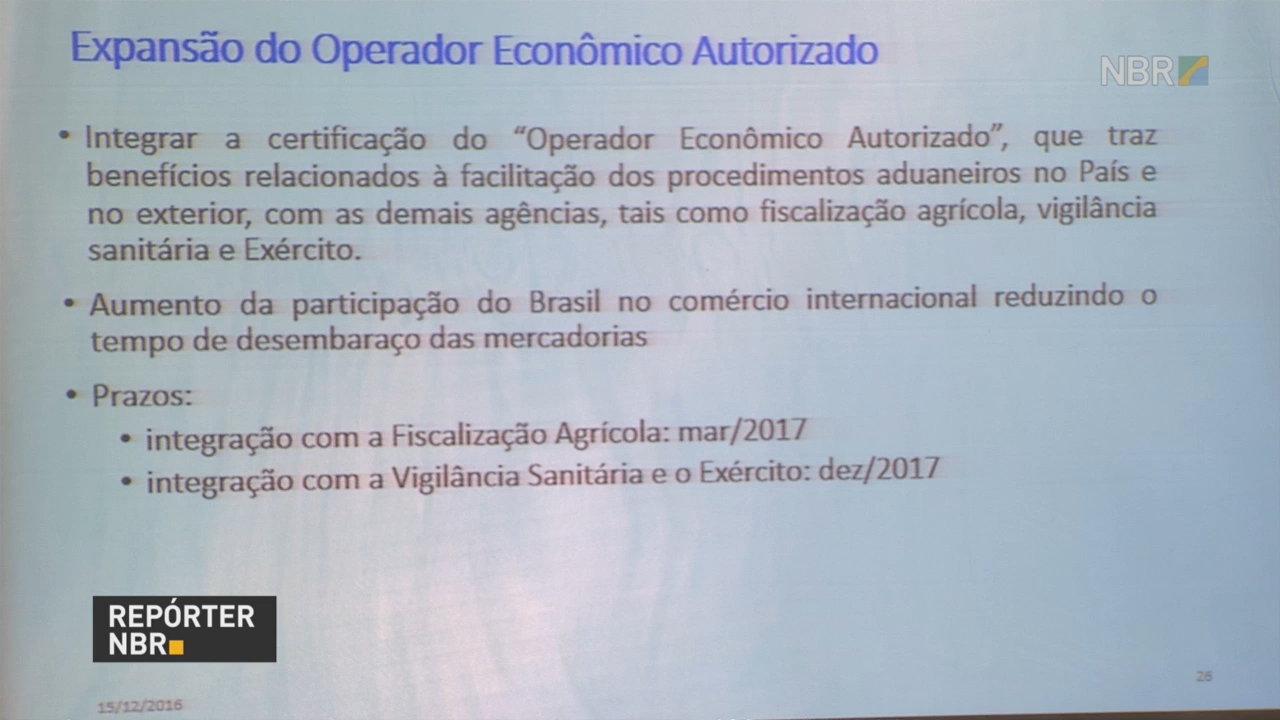 Expansão do Operador Econômico Autorizado
NBR
• Integrar a certificação do “Operador Econômico Autorizado”, que traz
benefícios relacionados à facilitação dos procedimentos aduaneiros no País e
no exterior, com as demais agências, tais como fiscalização agrícola, vigilância
sanitária e Exército.
• Aumento da participação do Brasil no comércio internacional reduzindo o
tempo de desembaraço das mercadorias
• Prazos:
• integração com a Fiscalização Agrícola: mar/2017
• integração com a Vigilância Sanitária e o Exército: dez/2017
REPÓRTER
NBR
26
15/12/2016